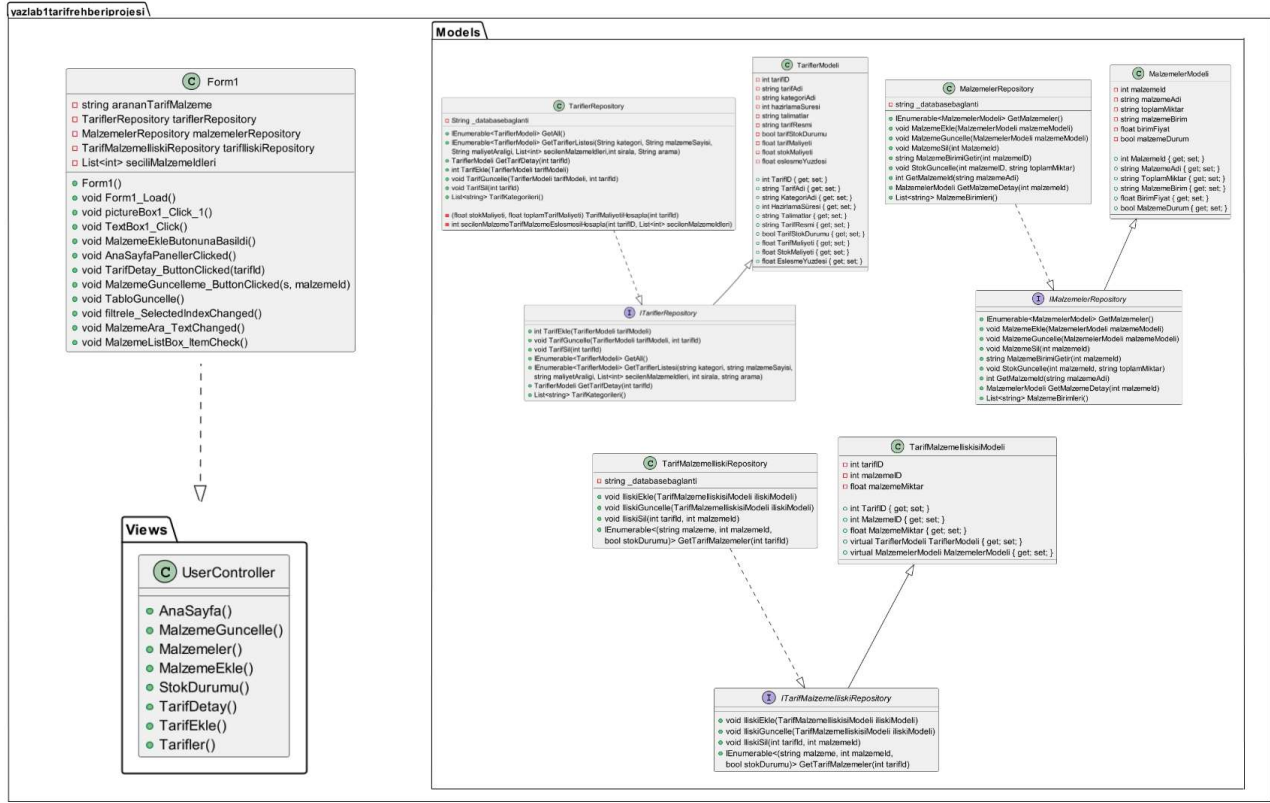 yazlab1tarifrehberiprojesi
Form1
string arananTarifMalzeme
TariflerRepository tariflerRepository
MalzemelerRepository malzemelerRepository
TarifMalzemeIliskiRepository tarifIliskiRepository
List<int> seciliMalzemeIdleri
Form1()
void Form1_Load()
void pictureBox1_Click_1()
void TextBox1_Click()
void MalzemeEkleButonunaBasildi()
void AnaSayfaPanellerClicked()
void TarifDetay_ButtonClicked(tarifId)
void MalzemeGuncelleme_ButtonClicked(s, malzemeId)
void TabloGuncelle()
void filtrele_SelectedIndexChanged()
void MalzemeAra_TextChanged()
void MalzemeListBox_ItemCheck()
Views
UserController
AnaSayfa()
MalzemeGuncelle()
Malzemeler()
MalzemeEkle()
StokDurumu()
TarifDetay()
TarifEkle()
Tarifler()
Models
TariflerRepository
String _databasebaglanti
IEnumerable<TariflerModeli> GetAll()
IEnumerable<TariflerModeli> GetTariflerListesi(String kategori, String malzemeSayisi,
String maliyetAraligi, List<int> secilenMalzemeIdleri,int sirala, String arama)
TariflerModeli GetTarifDetay(int tarifId)
int TarifEkle(TariflerModeli tarifModeli)
void TarifGuncelle(TariflerModeli tarifModeli, int tarifId)
void TarifSil(int tarifId)
List<string> TarifKategorileri()
(float stokMaliyeti, float toplamTarifMaliyeti) TarifMaliyetiHesapla(int tarifId)
int secilenMalzemeTarifMalzemeEslesmesiHesapla(int tarifID, List<int> secilenMalzemeIdleri)
TariflerModeli
int tarifID
string tarifAdi
string kategoriAdi
int hazirlamaSuresi
string talimatlar
string tarifResmi
bool tarifStokDurumu
float tarifMaliyeti
float stokMaliyeti
float eslesmeYuzdesi
int TarifID { get; set; }
string TarifAdi { get; set; }
string KategoriAdi { get; set; }
int HazırlamaSüresi { get; set; }
string Talimatlar { get; set; }
string TarifResmi { get; set; }
bool TarifStokDurumu { get; set; }
float TarifMaliyeti { get; set; }
float StokMaliyeti { get; set; }
float EslesmeYuzdesi { get; set; }
ITariflerRepository
int TarifEkle(TariflerModeli tarifModeli)
void TarifGuncelle(TariflerModeli tarifModeli, int tarifId)
void TarifSil(int tarifId)
IEnumerable<TariflerModeli> GetAll()
IEnumerable<TariflerModeli> GetTariflerListesi(string kategori, string malzemeSayisi,
string maliyetAraligi, List<int> secilenMalzemeIdleri, int sirala, string arama)
TariflerModeli GetTarifDetay(int tarifId)
List<string> TarifKategorileri()
MalzemelerRepository
String _databasebaglanti
IEnumerable<MalzemelerModeli> GetMalzemeler()
void MalzemeEkle(MalzemelerModeli malzemeModeli)
void MalzemeGuncelle(MalzemelerModeli malzemeModeli)
void MalzemeSil(int MalzemeId)
string MalzemeBirimiGetir(int malzemeID)
void StokGuncelle(int malzemeID, string toplamMiktar)
int GetMalzemeId(string malzemeAdi)
MalzemelerModeli GetMalzemeDetay(int malzemeId)
List<string> MalzemeBirimleri()
MalzemelerModeli
int malzemeId
string malzemeAdi
string toplamMiktar
string malzemeBirim
float birimFiyat
bool malzemeDurum
int MalzemeId { get; set; }
string MalzemeAdi { get; set; }
string ToplamMiktar { get; set; }
string MalzemeBirim { get; set; }
float BirimFiyat { get; set; }
bool MalzemeDurum { get; set; }
IMalzemelerRepository
IEnumerable<MalzemelerModeli> GetMalzemeler()
void MalzemeEkle(MalzemelerModeli malzemeModeli)
void MalzemeGuncelle(MalzemelerModeli malzemeModeli)
void MalzemeSil(int malzemeId)
string MalzemeBirimiGetir(int malzemeId)
void StokGuncelle(int malzemeId, string toplamMiktar)
int GetMalzemeId(string malzemeAdi)
MalzemelerModeli GetMalzemeDetay(int malzemeId)
List<string> MalzemeBirimleri()
TarifMalzemeIliskiRepository
string _databasebaglanti
void IliskiEkle(TarifMalzemeIliskisiModeli iliskiModeli)
void IliskiGuncelle(TarifMalzemeIliskisiModeli iliskiModeli)
void IliskiSil(int tarifId, int malzemeId)
IEnumerable<(string malzeme, int malzemeId,
bool stokDurumu)> GetTarifMalzemeler(int tarifId)
TarifMalzemeIliskisiModeli
int tarifID
int malzemeID
float malzemeMiktar
int TarifID { get; set; }
int MalzemeID { get; set; }
float MalzemeMiktar { get; set; }
virtual TariflerModeli TariflerModeli { get; set; }
virtual MalzemelerModeli MalzemelerModeli { get; set; }
ITarifMalzemeIliskiRepository
void IliskiEkle(TarifMalzemeIliskisiModeli iliskiModeli)
void IliskiGuncelle(TarifMalzemeIliskisiModeli iliskiModeli)
void IliskiSil(int tarifId, int malzemeId)
IEnumerable<(string malzeme, int malzemeId,
bool stokDurumu)> GetTarifMalzemeler(int tarifId)